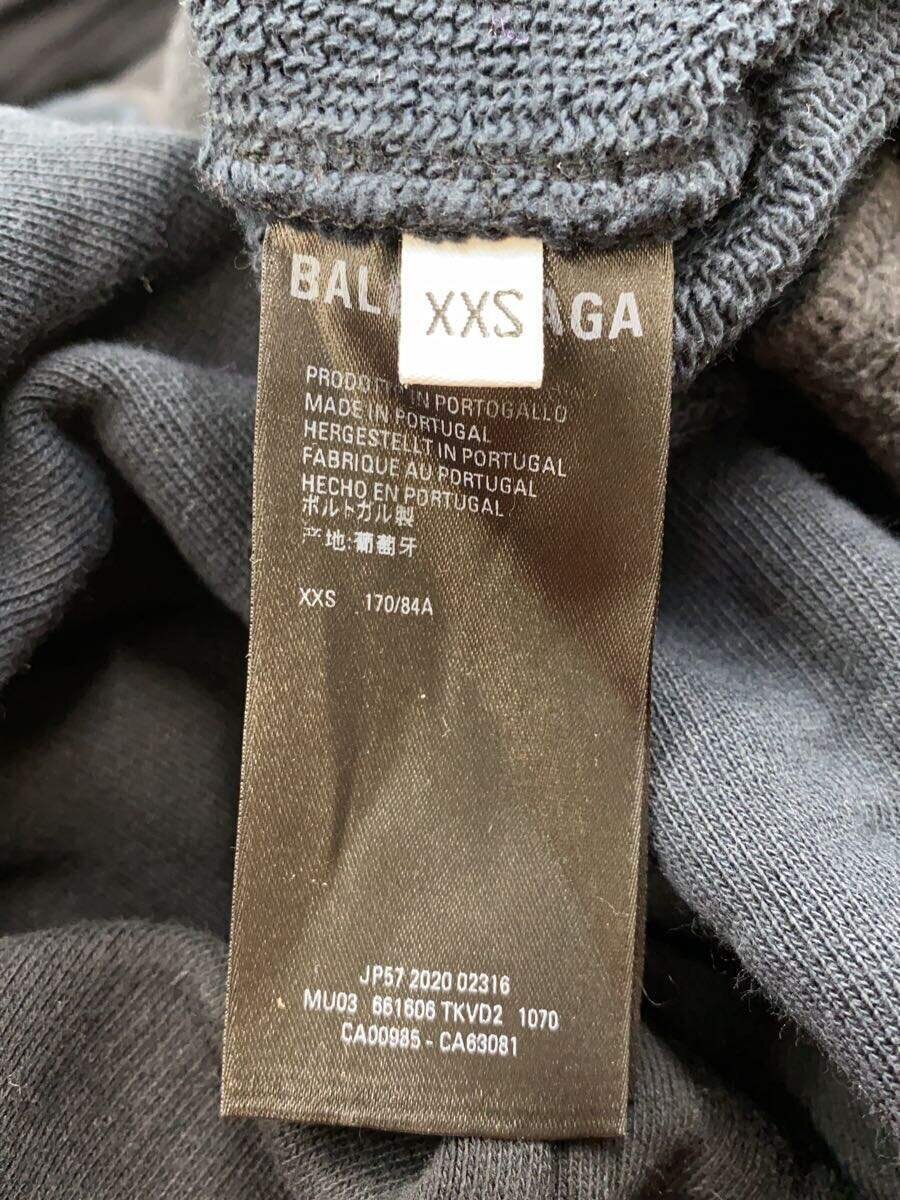 XXS
PRODOTTO IN PORTOGALLO
MADE IN PORTUGAL
HERGESTELLT IN PORTUGAL
FABRIQUE AU PORTUGAL
HECHO EN PORTUGAL
ポルトガル製
产地:葡萄牙
XXS 170/84A
JP57 2020 02316
MU03 661606 TKVD2 1070
CA00985 - CA63081